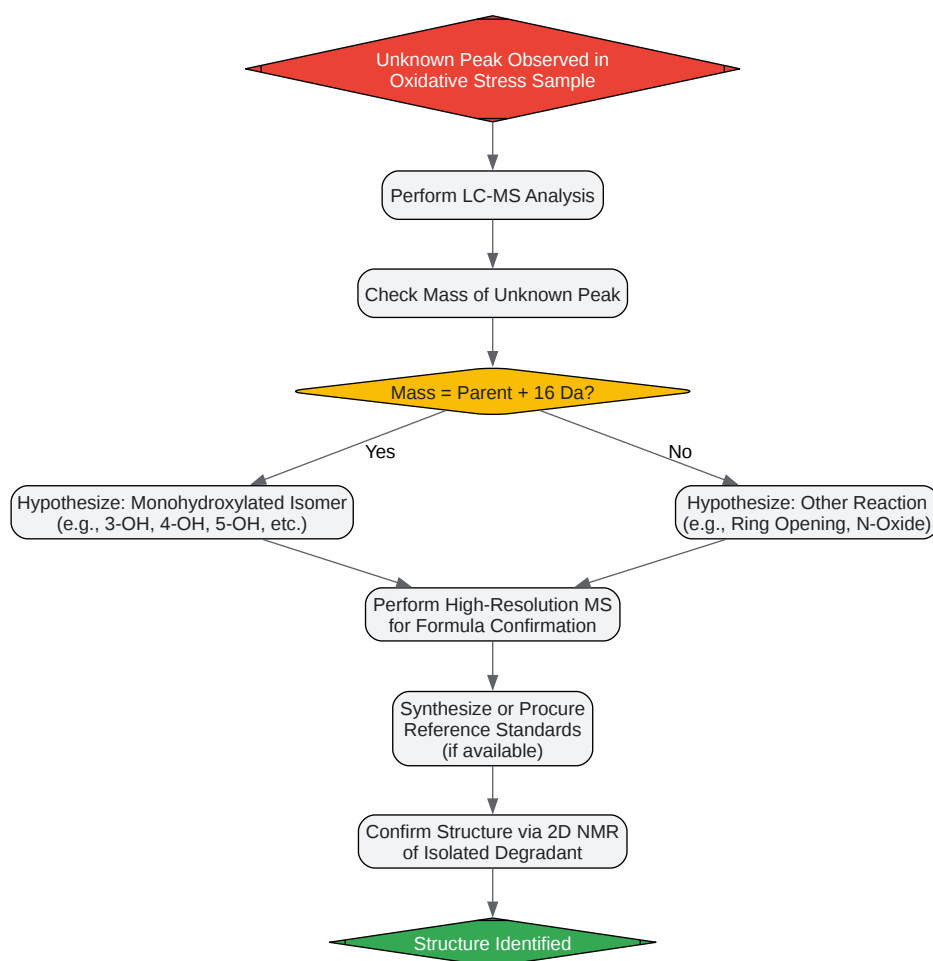 Unknown Peak Observed in
Oxidative Stress Sample
Perform LC-MS Analysis
Check Mass of Unknown Peak
Mass = Parent + 16 Da?
Yes
No
Hypothesize: Monohydroxylated Isomer
(e.g., 3-OH, 4-OH, 5-OH, etc.)
Hypothesize: Other Reaction
(e.g., Ring Opening, N-Oxide)
Perform High-Resolution MS
for Formula Confirmation
Synthesize or Procure
Reference Standards
(if available)
Confirm Structure via 2D NMR
of Isolated Degradant
Structure Identified